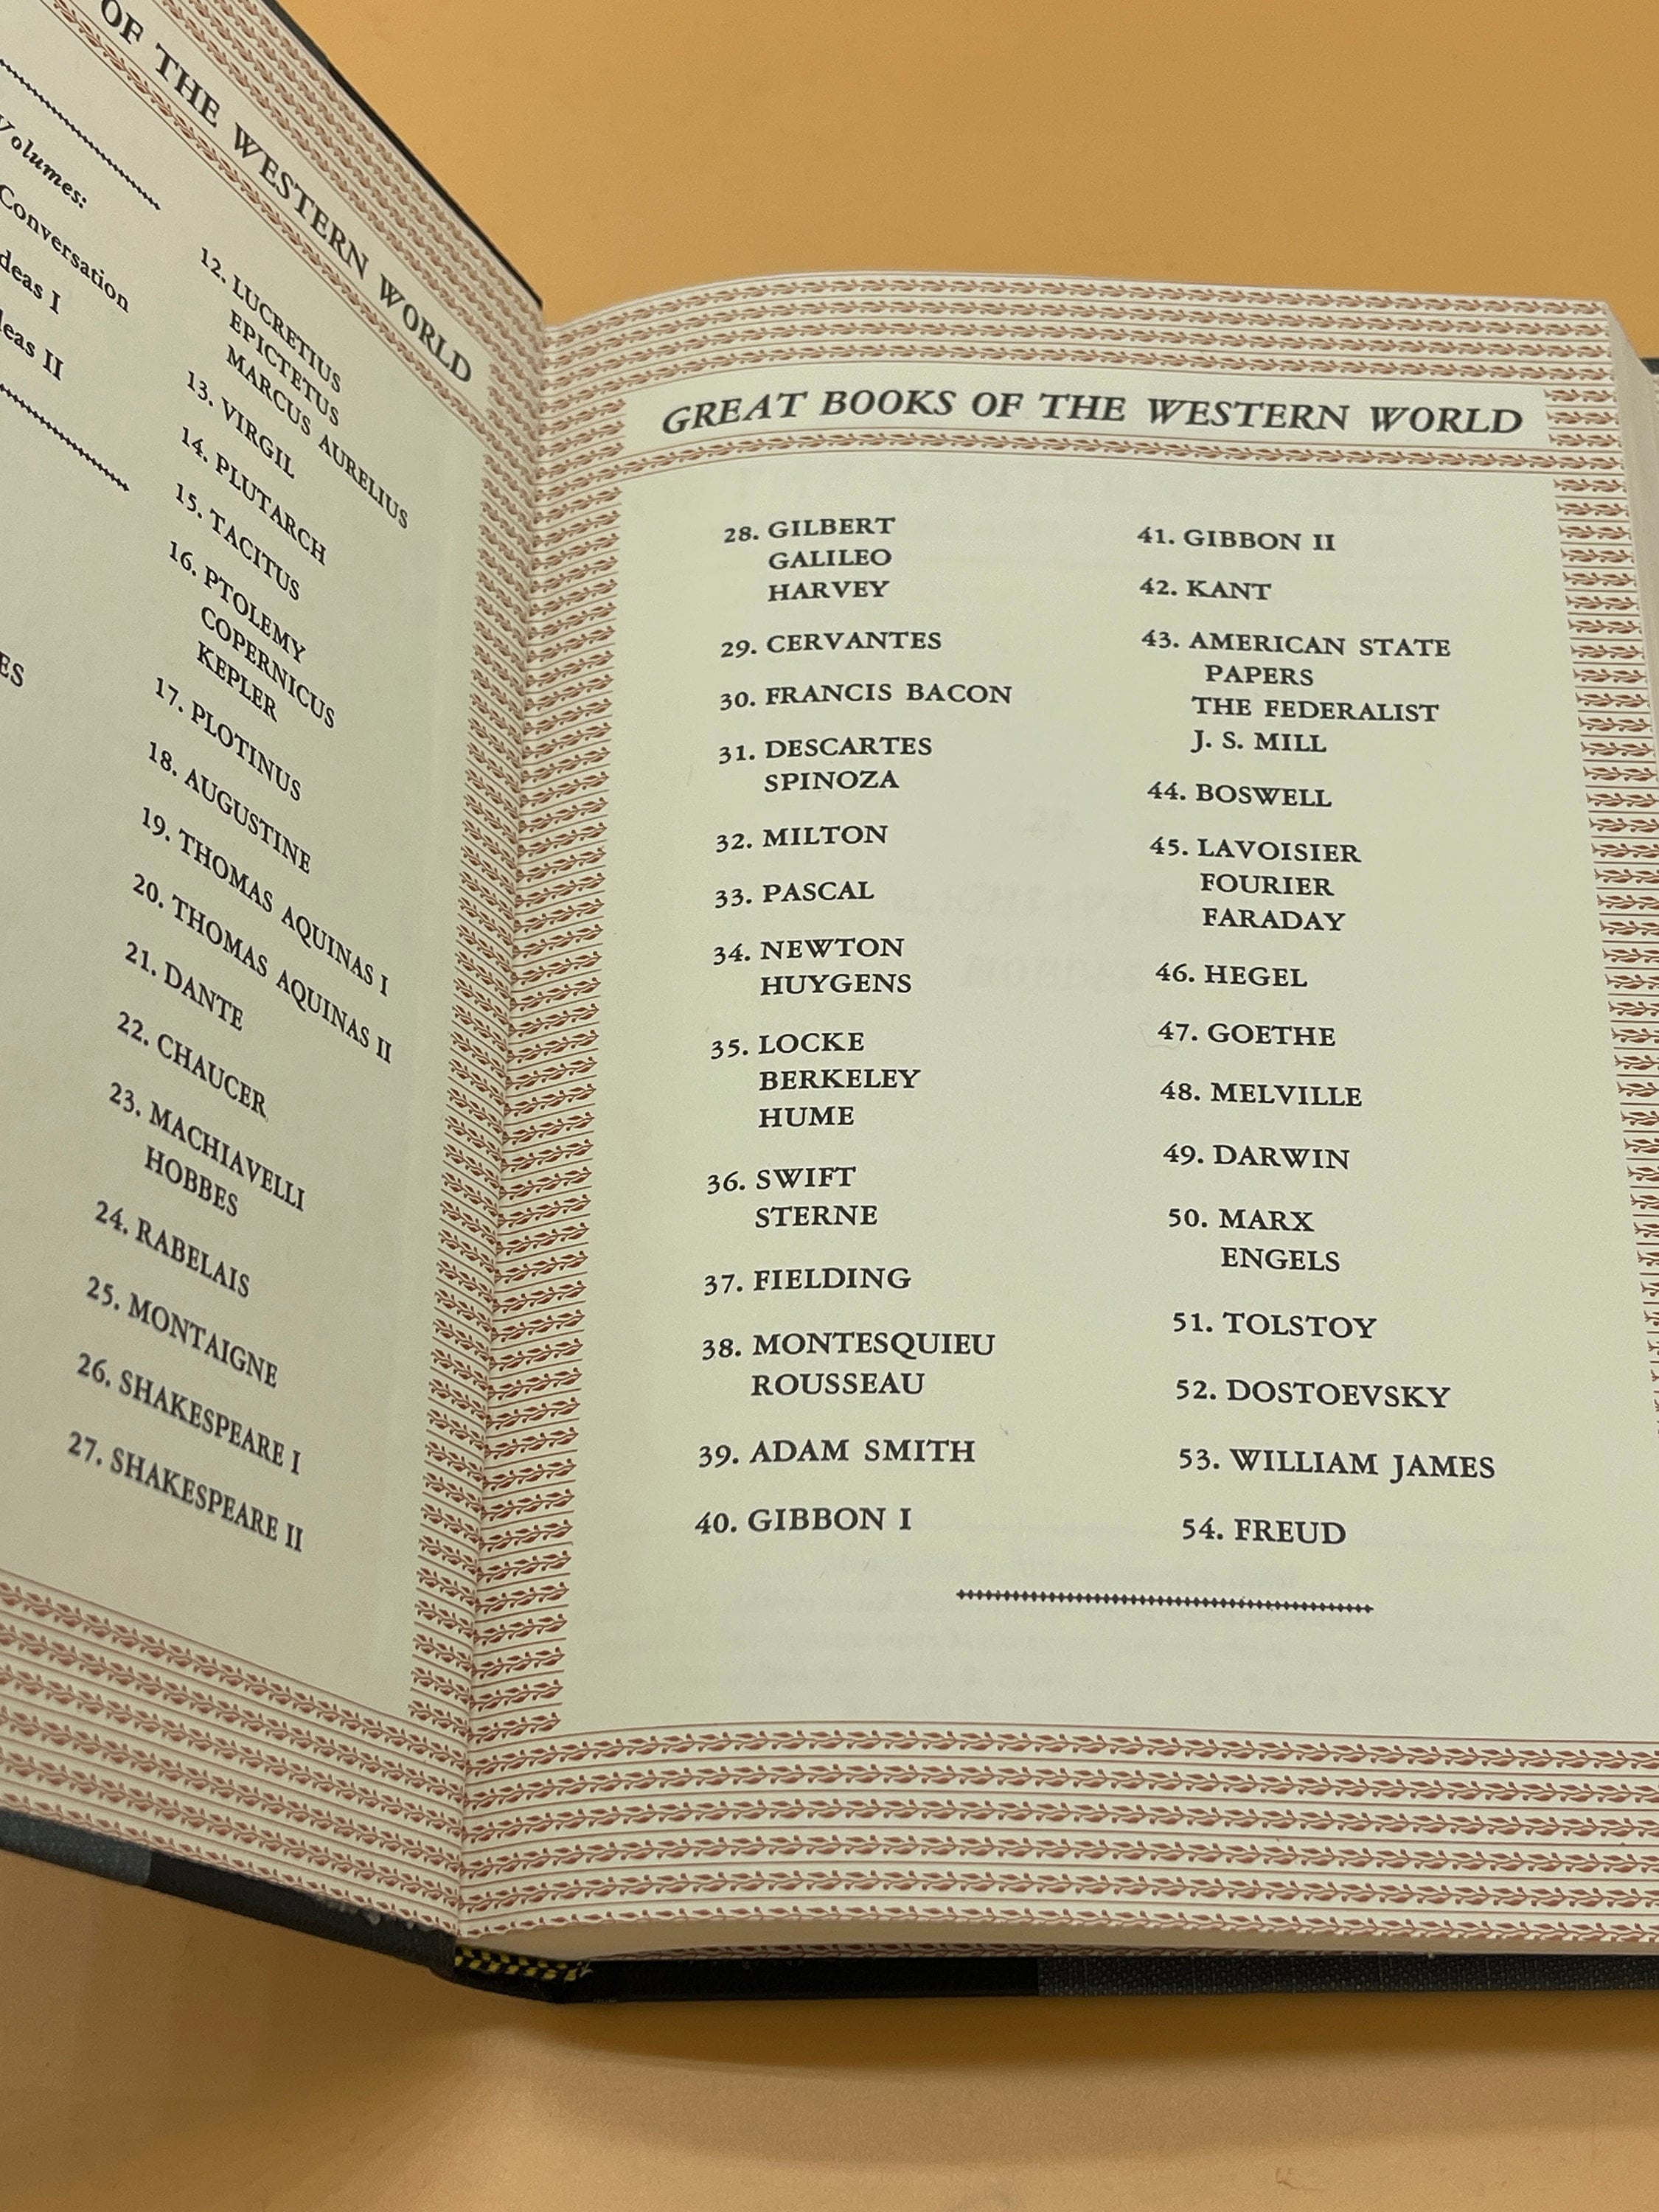 OF THE WESTERN WORLD
Volumes:
Conversation
deas I
deas II
ES
12. LUCRETIUS
EPICTETUS
MARCUS AURELIUS
13. VIRGIL
14. PLUTARCH
15. TACITUS
16. PTOLEMY
COPERNICUS
KEPLER
17. PLOTINUS
18. AUGUSTINE
19. THOMAS AQUINAS I
20. THOMAS AQUINAS II
21. DANTE
22. CHAUCER
23. MACHIAVELLI
HOBBES
24. RABELAIS
25. MONTAIGNE
26. SHAKESPEARE I
27. SHAKESPEARE II
GREAT BOOKS OF THE WESTERN WORLD
28. GILBERT
GALILEO
HARVEY
29. CERVANTES
30. FRANCIS BACON
31. DESCARTES
SPINOZA
32. MILTON
33. PASCAL
34. NEWTON
HUYGENS
35. LOCKE
BERKELEY
HUME
36. SWIFT
STERNE
37. FIELDING
38. MONTESQUIEU
ROUSSEAU
39. ADAM SMITH
40. GIBBON I
41. GIBBON II
42. KANT
43. AMERICAN STATE
PAPERS
THE FEDERALIST
J. S. MILL
44. BOSWELL
45. LAVOISIER
FOURIER
FARADAY
46. HEGEL
47. GOETHE
48. MELVILLE
49. DARWIN
50. MARX
ENGELS
51. TOLSTOY
52. DOSTOEVSKY
53. WILLIAM JAMES
54. FREUD